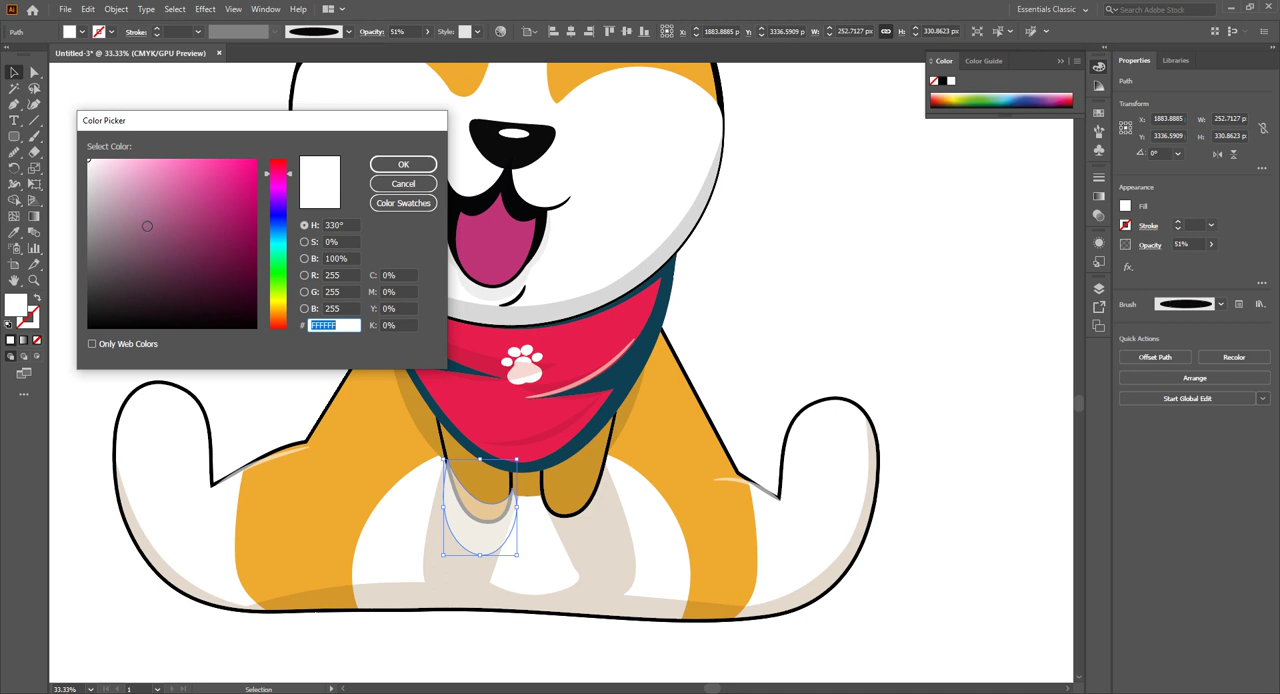 Ai File Edit Object Type Select Effect View Window Help Essentials Classic Search Adobe Stock
Path Stroke: Opacity: 51% Style: X: 1883.8885 Y: 3336.5909 W: 252.7127 px H: 330.8623 px
Untitled-3* @ 33.33% (CMYK/GPU Preview) ×
Color Color Guide
Properties Libraries
Path
Transform
X: 1883.8885 W: 252.7127 p
Y: 3336.5909 H: 330.8623 p
0°
Appearance
Fill
Stroke
Opacity 51%
fx.
Brush
Quick Actions
Offset Path Recolor
Arrange
Start Global Edit
Color Picker
Select Color:
OK
Cancel
Color Swatches
H: 330°
S: 0%
B: 100%
R: 255 C: 0%
G: 255 M: 0%
B: 255 Y: 0%
# FFFFFF K: 0%
Only Web Colors
33.33% 1 Selection